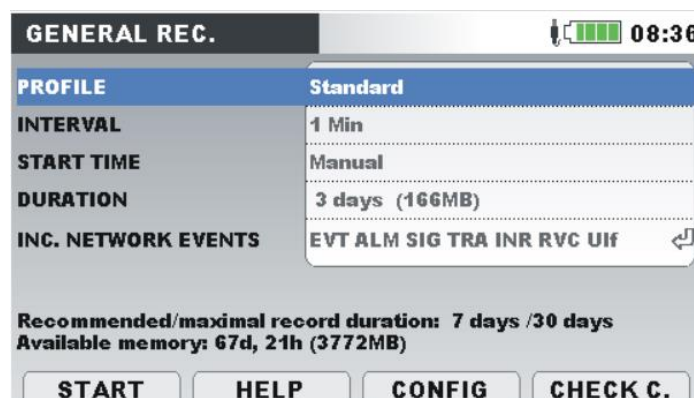 GENERAL REC. 08:36
PROFILE Standard
INTERVAL 1 Min
START TIME Manual
DURATION 3 days (166MB)
INC. NETWORK EVENTS EVT ALM SIG TRA INR RVC UIf
Recommended/maximal record duration: 7 days /30 days
Available memory: 67d, 21h (3772MB)
START HELP CONFIG CHECK C.